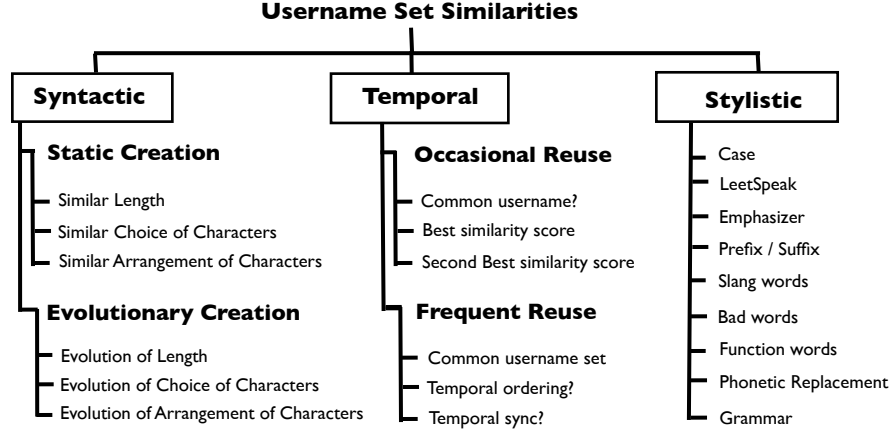 Username Set Similarities
Syntactic
Static Creation
Similar Length
Similar Choice of Characters
Similar Arrangement of Characters
Evolutionary Creation
Evolution of Length
Evolution of Choice of Characters
Evolution of Arrangement of Characters
Temporal
Occasional Reuse
Common username?
Best similarity score
Second Best similarity score
Frequent Reuse
Common username set
Temporal ordering?
Temporal sync?
Stylistic
Case
LeetSpeak
Emphasizer
Prefix / Suffix
Slang words
Bad words
Function words
Phonetic Replacement
Grammar